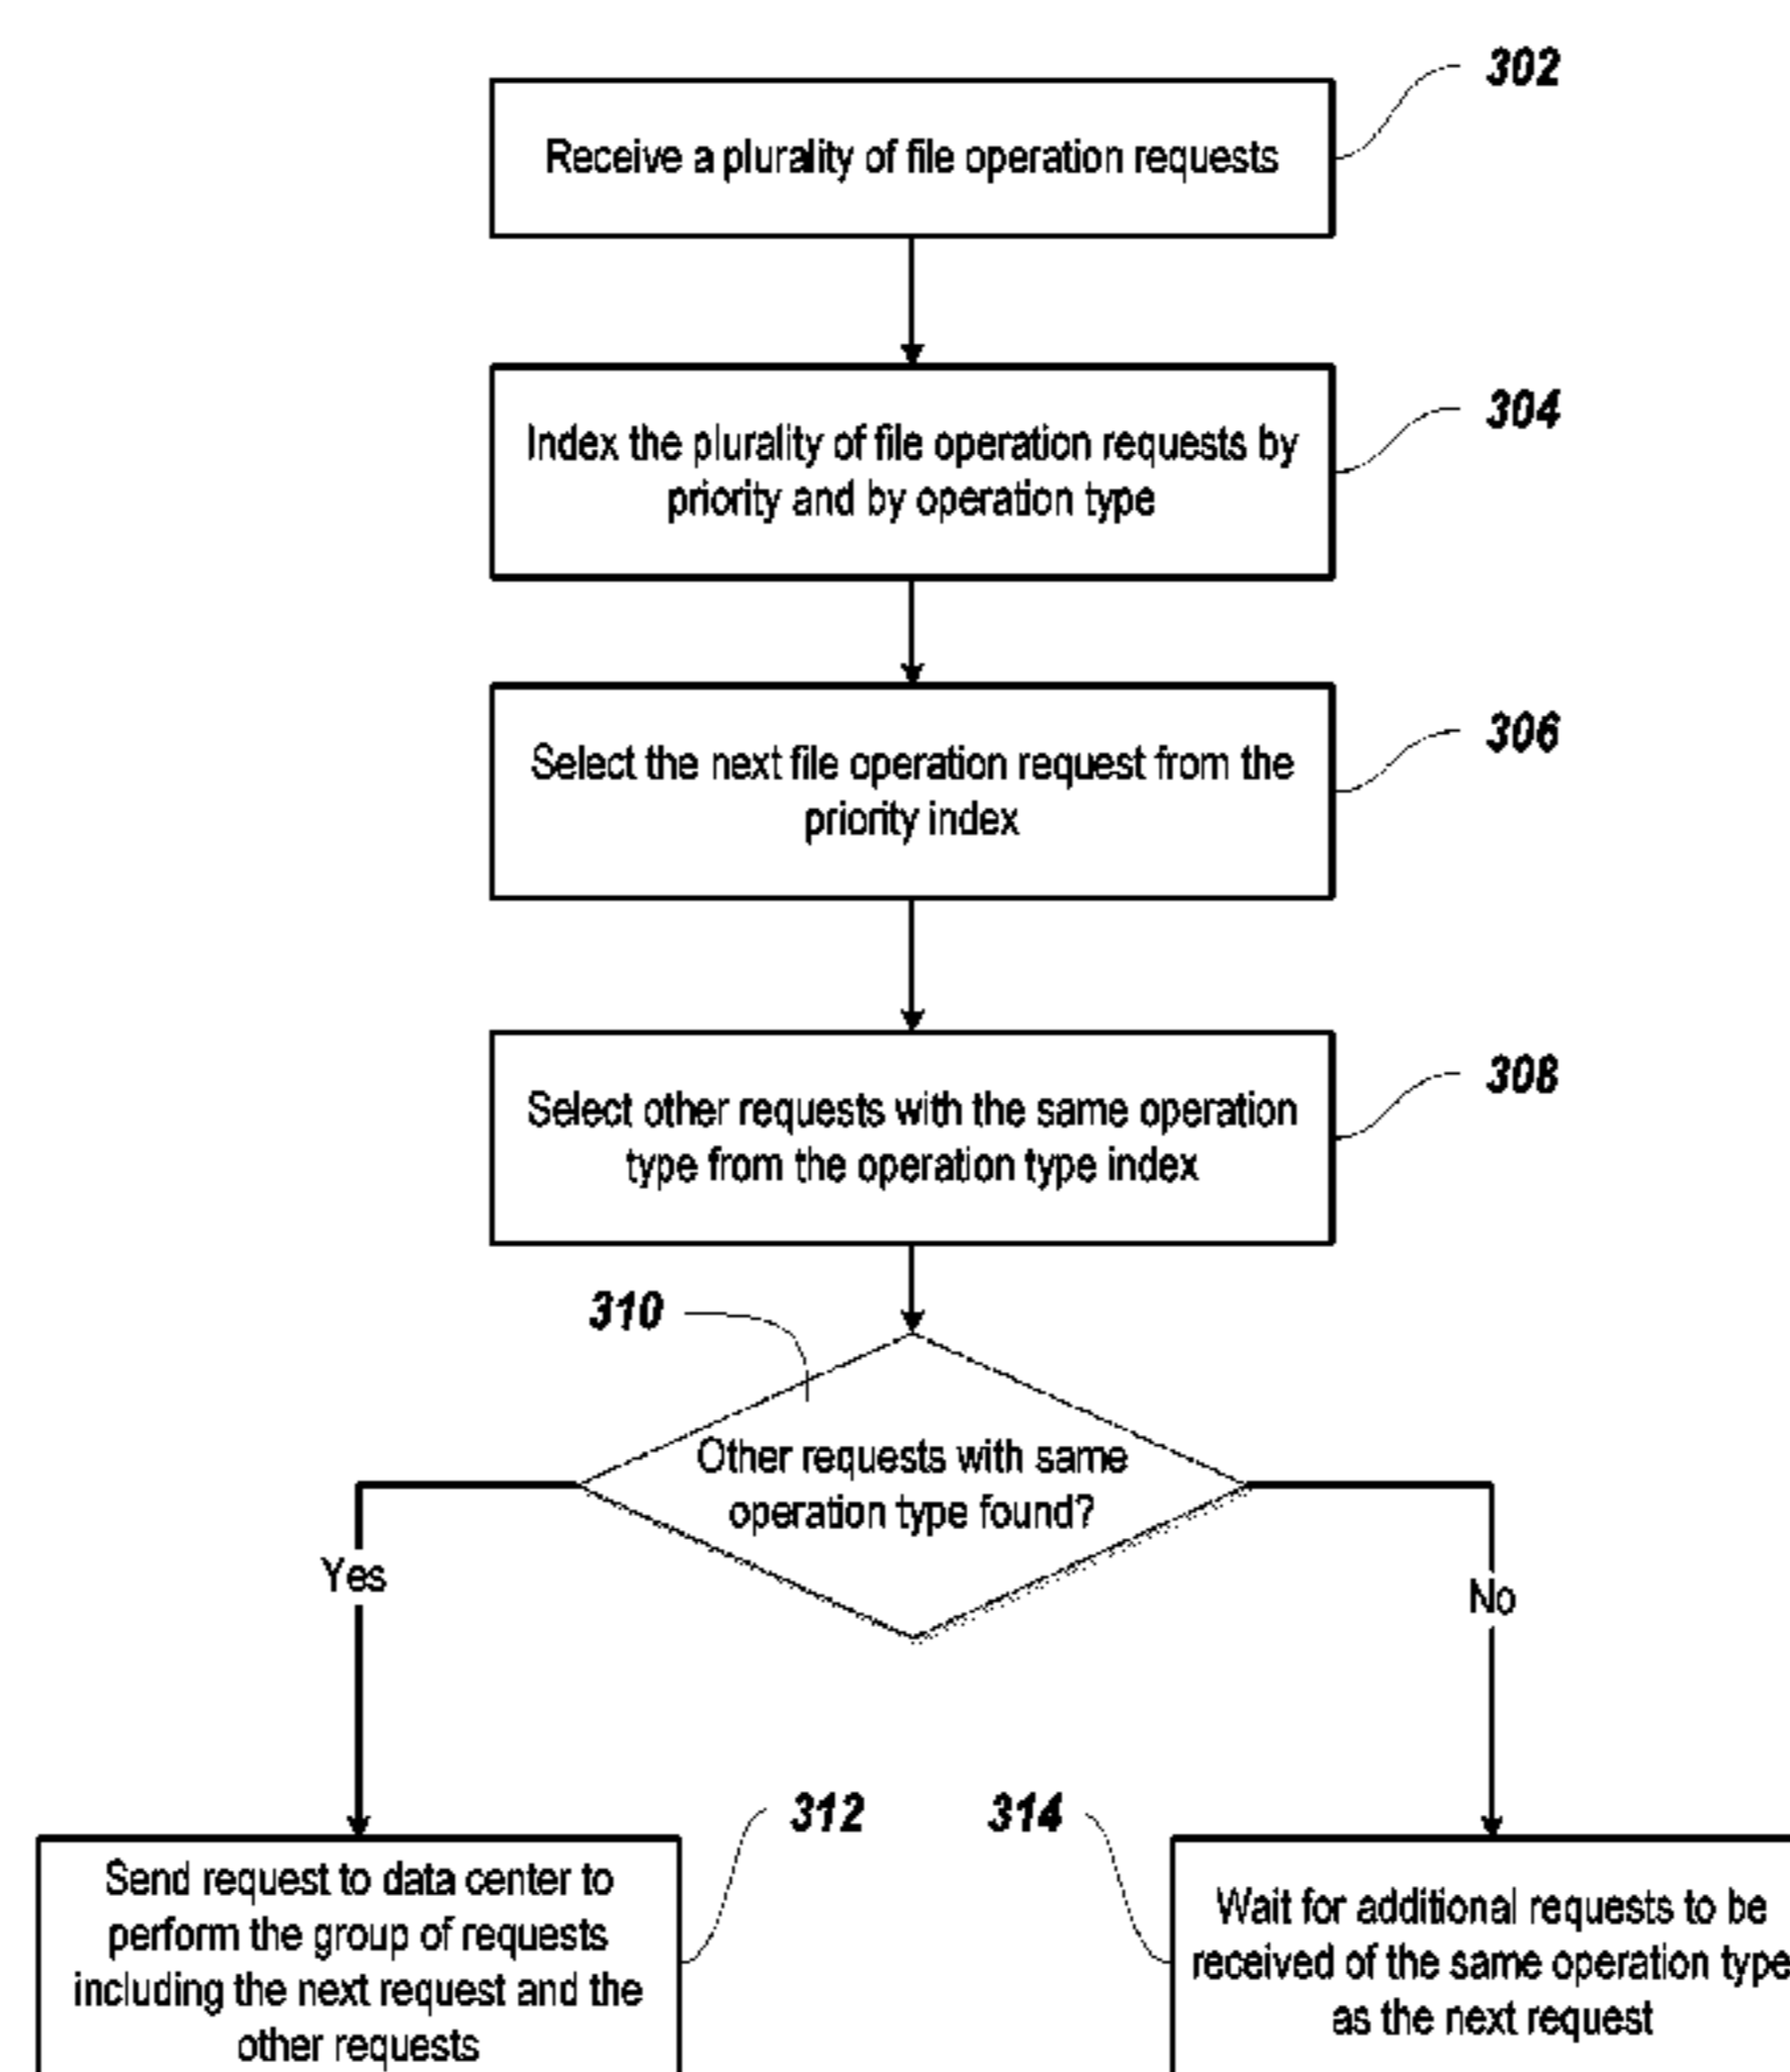 302
Receive a plurality of file operation requests
304
Index the plurality of file operation requests by
priority and by operation type
306
Select the next file operation request from the
priority index
308
Select other requests with the same operation
type from the operation type index
310
Other requests with same
operation type found?
Yes
No
312
314
Send request to data center to
perform the group of requests
including the next request and the
other requests
Wait for additional requests to be
received of the same operation type
as the next request